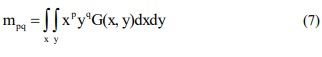 m_pq = ∫∫ x^p y^q G(x, y)dxdy (7)
x y